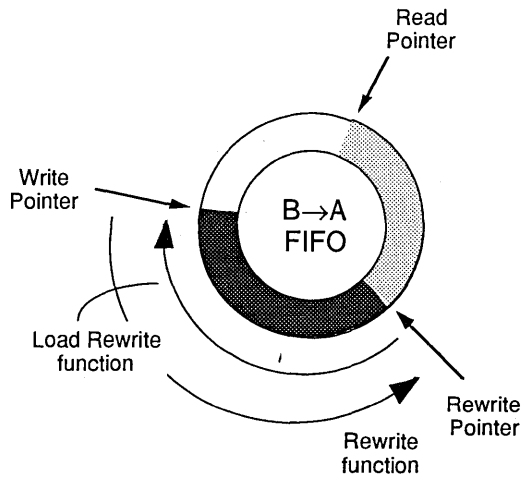 Read
Pointer
Write
Pointer
B→A
FIFO
Load Rewrite
function
Rewrite
Pointer
Rewrite
function